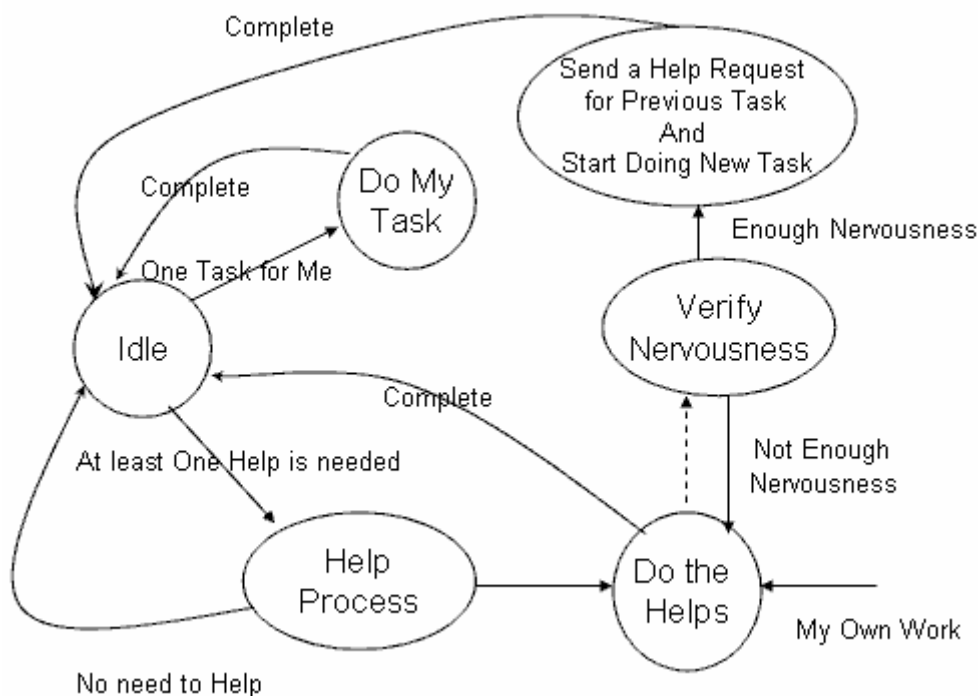 Complete
Send a Help Request
for Previous Task
And
Start Doing New Task
Do My
Task
Complete
Enough Nervousness
One Task for Me
Verify
Nervousness
Idle
Complete
Not Enough
Nervousness
At least One Help is needed
Help
Process
Do the
Helps
My Own Work
No need to Help